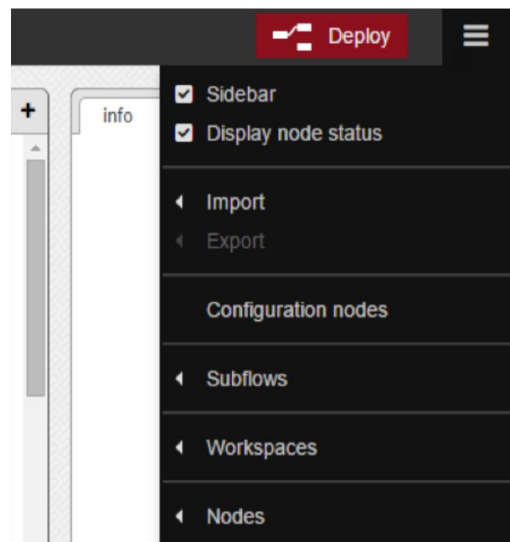 Deploy
+
info
Sidebar
Display node status
Import
Export
Configuration nodes
Subflows
Workspaces
Nodes